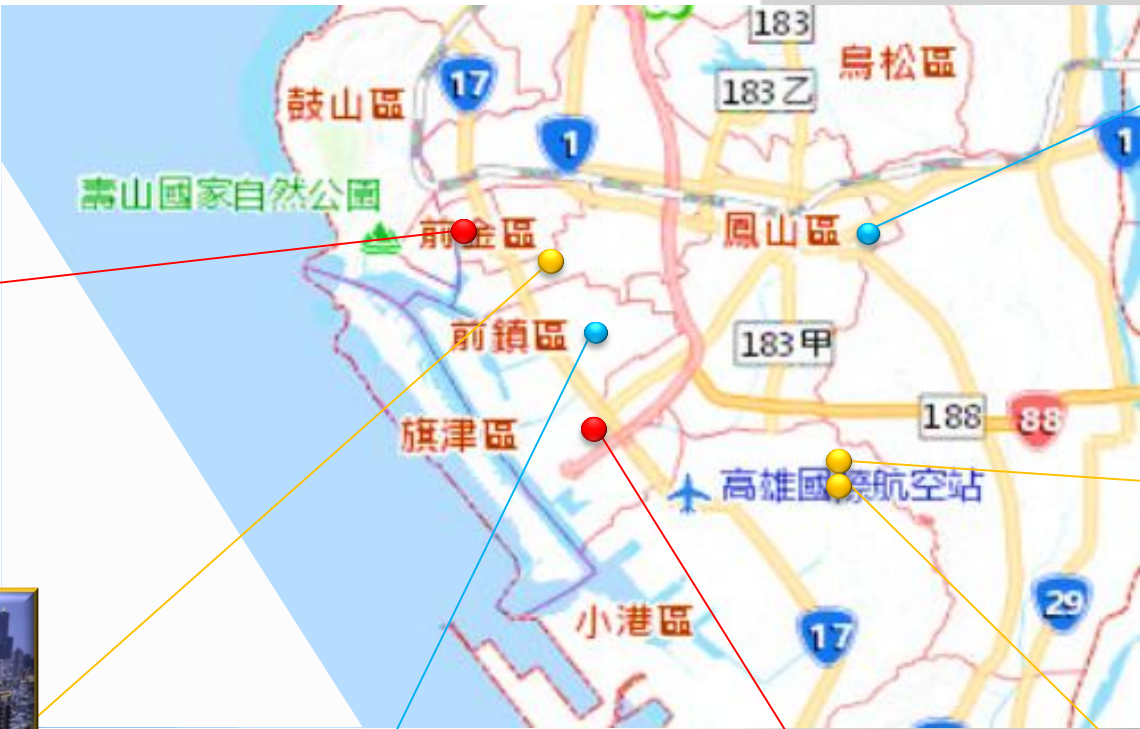 183
鳥松區
17
183乙
鼓山區
1
1
壽山國家自然公園
前金區
鳳山區
前鎮區
183甲
188
88
旗津區
高雄國際航空站
29
小港區
17